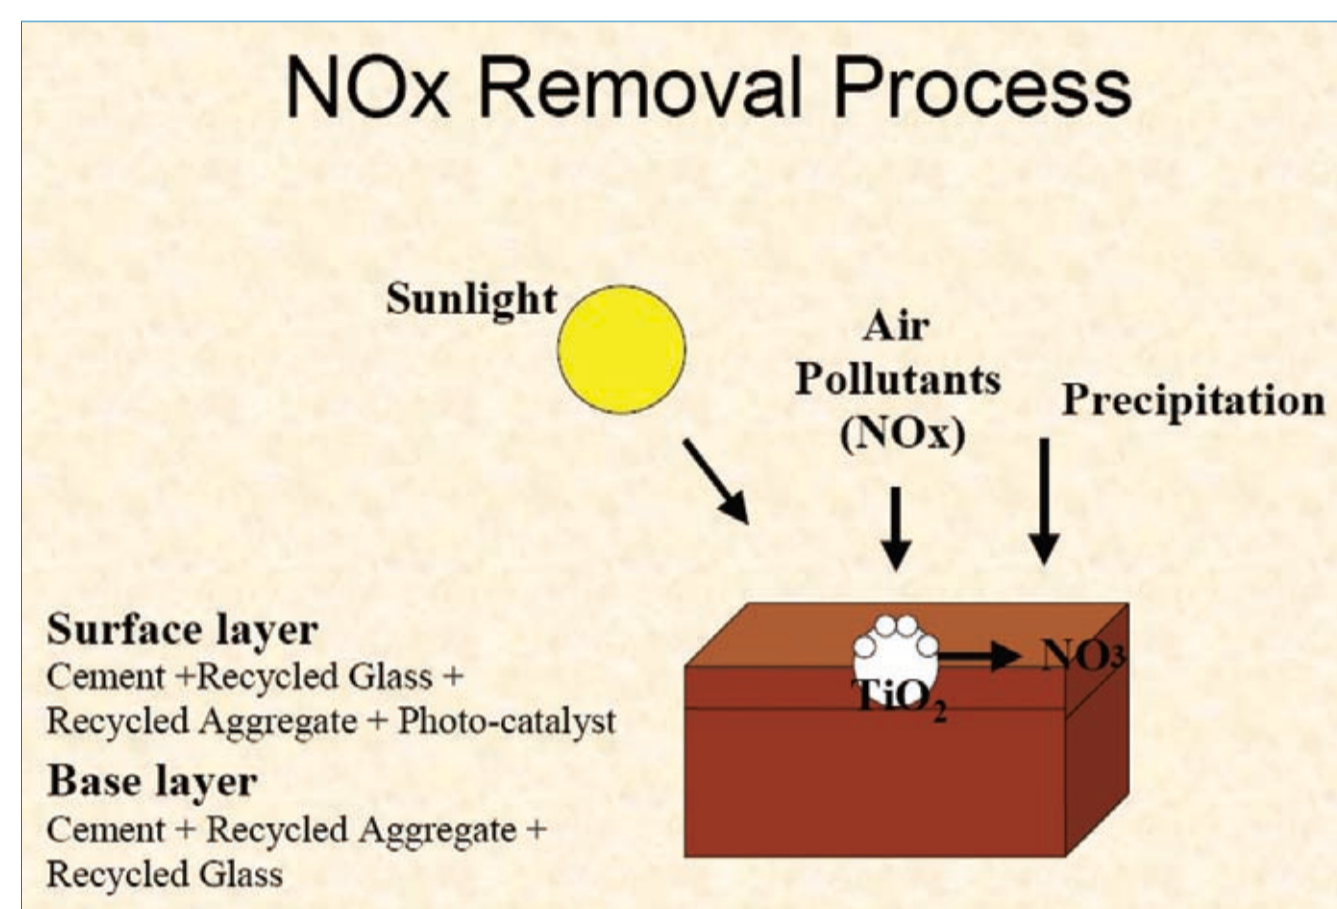 NOx Removal Process
Sunlight
Air
Pollutants
(NOx)
Precipitation
Surface layer
Cement +Recycled Glass +
Recycled Aggregate + Photo-catalyst
Base layer
Cement + Recycled Aggregate +
Recycled Glass
NO3
TiO2